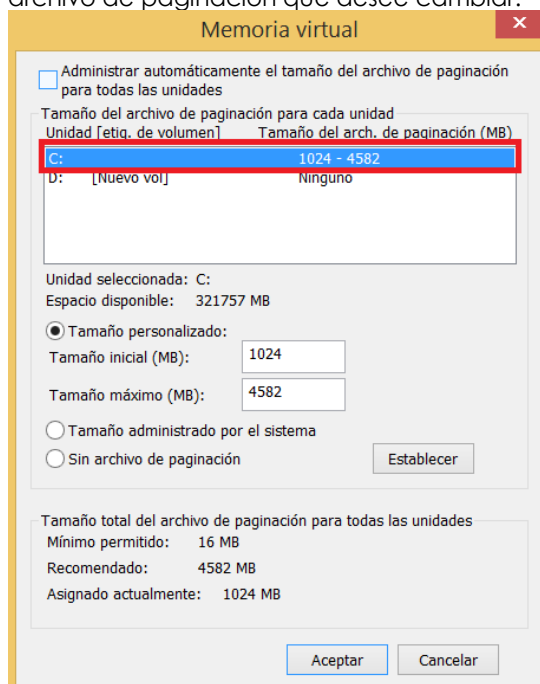 archivo de paginación que desee cambiar.
Memoria virtual
Administrar automáticamente el tamaño del archivo de paginación
para todas las unidades
Tamaño del archivo de paginación para cada unidad
Unidad [etiq. de volumen] Tamaño del arch. de paginación (MB)
C: 1024 - 4582
D: [Nuevo vol] Ninguno
Unidad seleccionada: C:
Espacio disponible: 321757 MB
Tamaño personalizado:
Tamaño inicial (MB): 1024
Tamaño máximo (MB): 4582
Tamaño administrado por el sistema
Sin archivo de paginación Establecer
Tamaño total del archivo de paginación para todas las unidades
Mínimo permitido: 16 MB
Recomendado: 4582 MB
Asignado actualmente: 1024 MB
Aceptar Cancelar